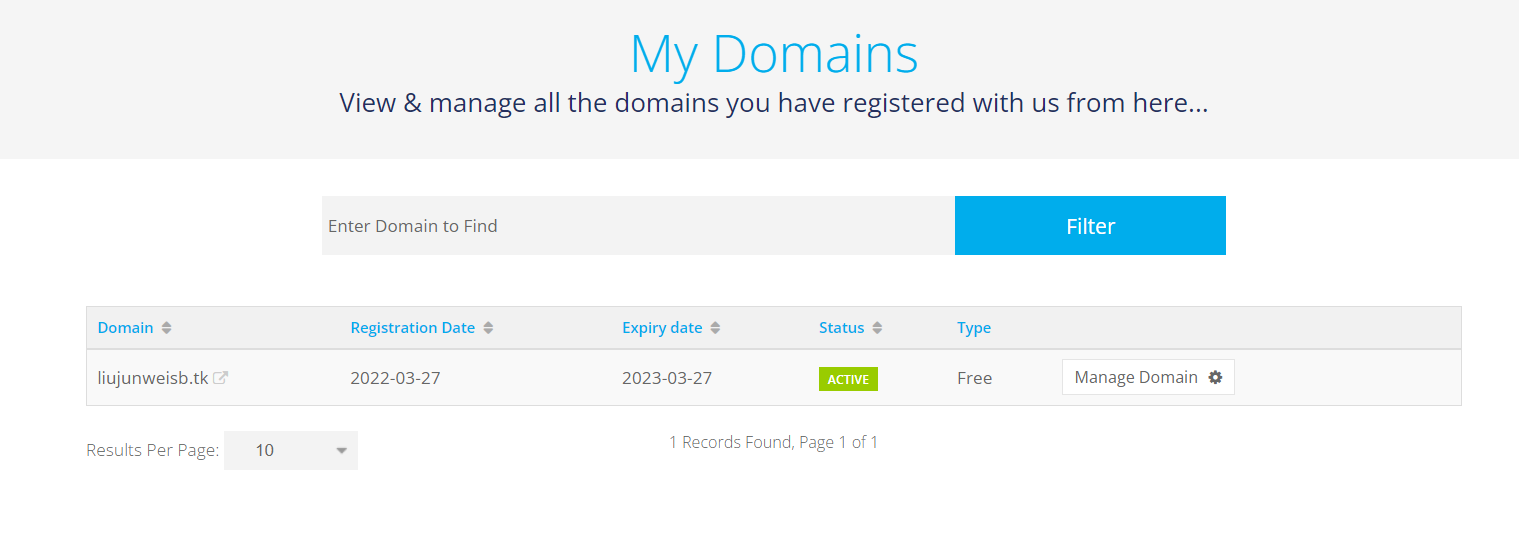 My Domains
View & manage all the domains you have registered with us from here...
Enter Domain to Find
Filter
Domain Registration Date Expiry date Status Type
liujunweisb.tk 2022-03-27 2023-03-27 ACTIVE Free Manage Domain
Results Per Page: 10
1 Records Found, Page 1 of 1